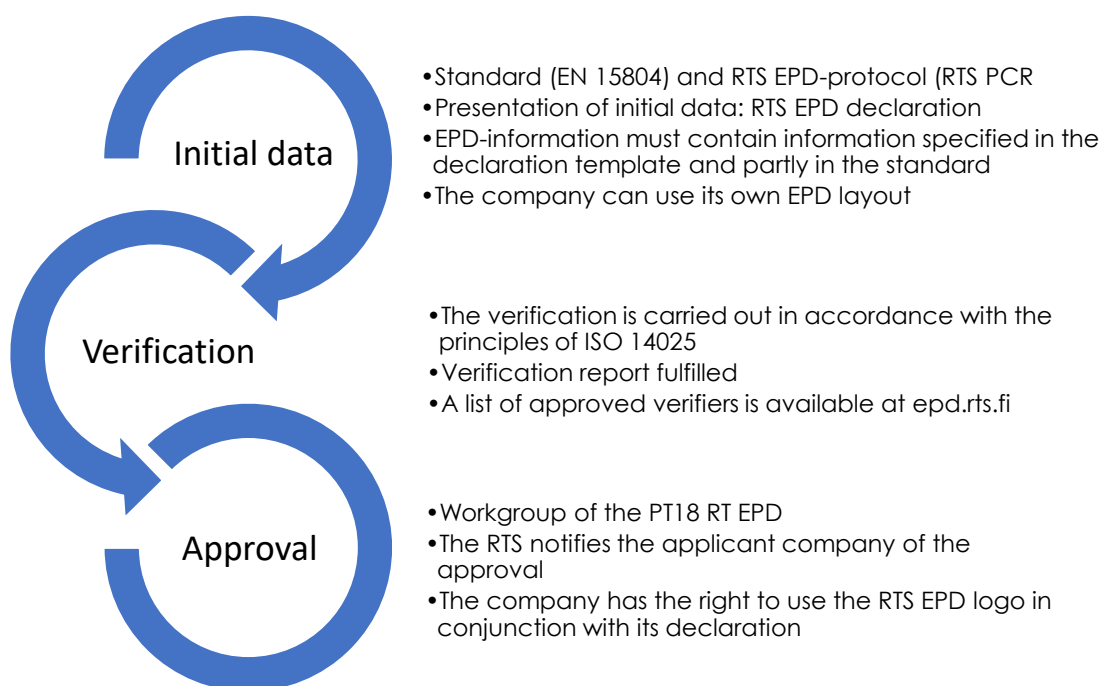 Initial data
•Standard (EN 15804) and RTS EPD-protocol (RTS PCR
•Presentation of initial data: RTS EPD declaration
•EPD-information must contain information specified in the
declaration template and partly in the standard
•The company can use its own EPD layout
Verification
•The verification is carried out in accordance with the
principles of ISO 14025
•Verification report fulfilled
•A list of approved verifiers is available at epd.rts.fi
Approval
•Workgroup of the PT18 RT EPD
•The RTS notifies the applicant company of the
approval
•The company has the right to use the RTS EPD logo in
conjunction with its declaration